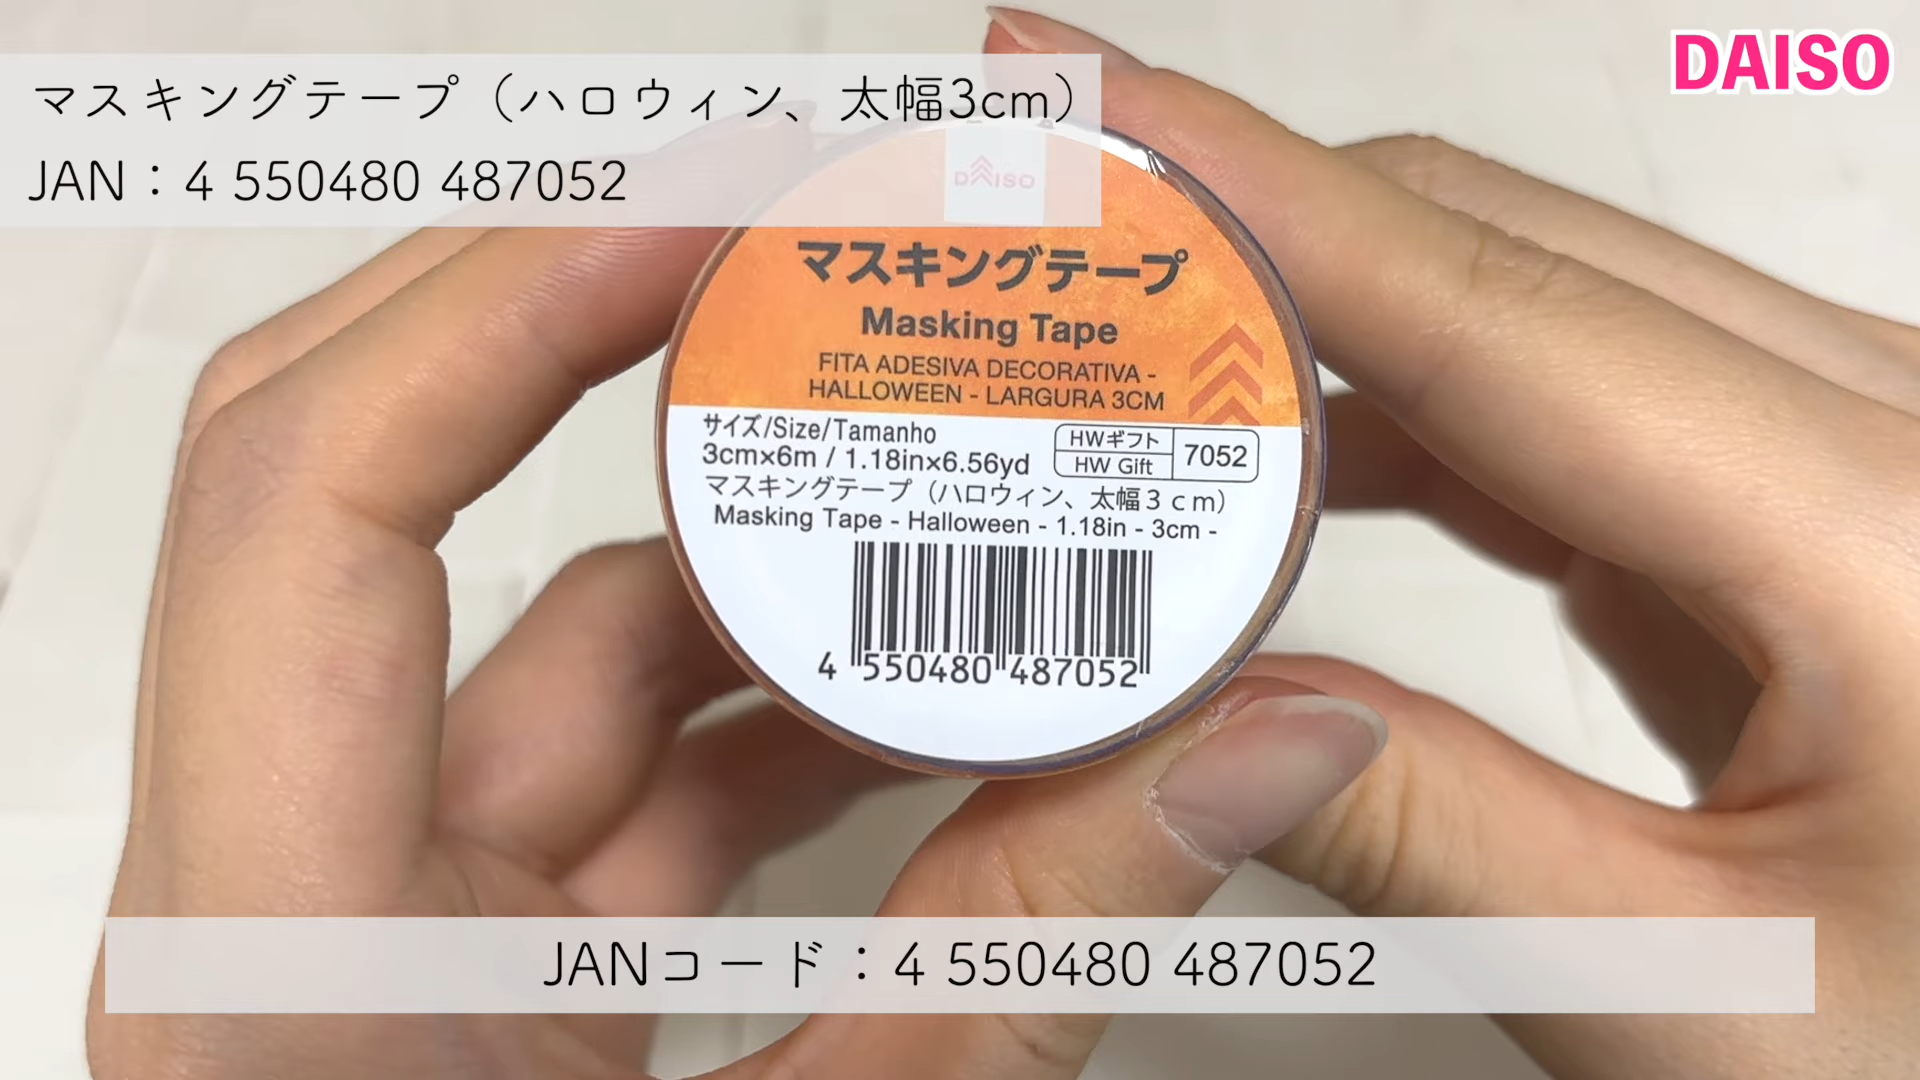 DAISO
マスキングテープ（ハロウィン、太幅3cm）
JAN：4 550480 487052
DAISO
マスキングテープ
Masking Tape
FITA ADESIVA DECORATIVA -
HALLOWEEN - LARGURA 3CM
サイズ/Size/Tamanho
3cm×6m / 1.18in×6.56yd
HWギフト
HW Gift
7052
マスキングテープ（ハロウィン、太幅３ｃｍ）
Masking Tape - Halloween - 1.18in - 3cm -
4 550480 487052
JANコード：4 550480 487052